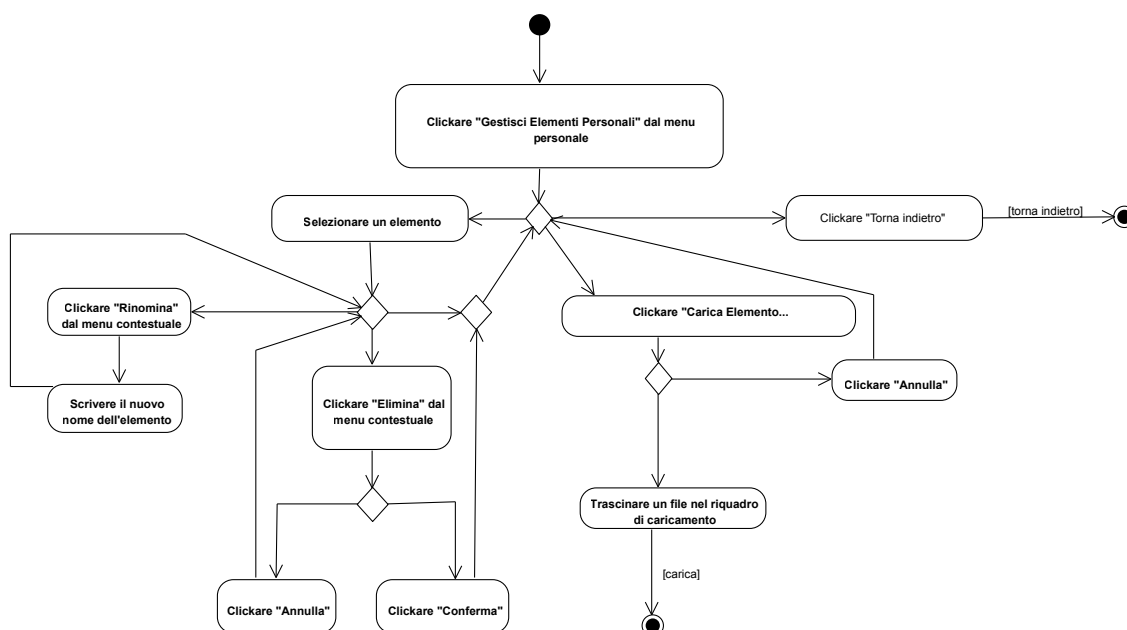 Clickare "Gestisci Elementi Personali" dal menu
personale
Selezionare un elemento
Clickare "Torna indietro"
[torna indietro]
Clickare "Rinomina"
dal menu contestuale
Clickare "Carica Elemento...
Scrivere il nuovo
nome dell'elemento
Clickare "Elimina" dal
menu contestuale
Clickare "Annulla"
Trascinare un file nel riquadro
di caricamento
[carica]
Clickare "Annulla"
Clickare "Conferma"